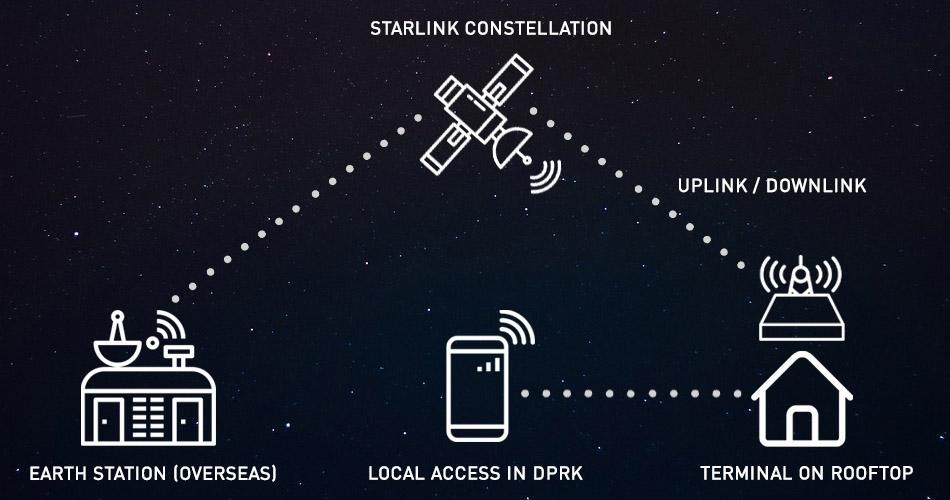 STARLINK CONSTELLATION
UPLINK / DOWNLINK
EARTH STATION (OVERSEAS)
LOCAL ACCESS IN DPRK
TERMINAL ON ROOFTOP